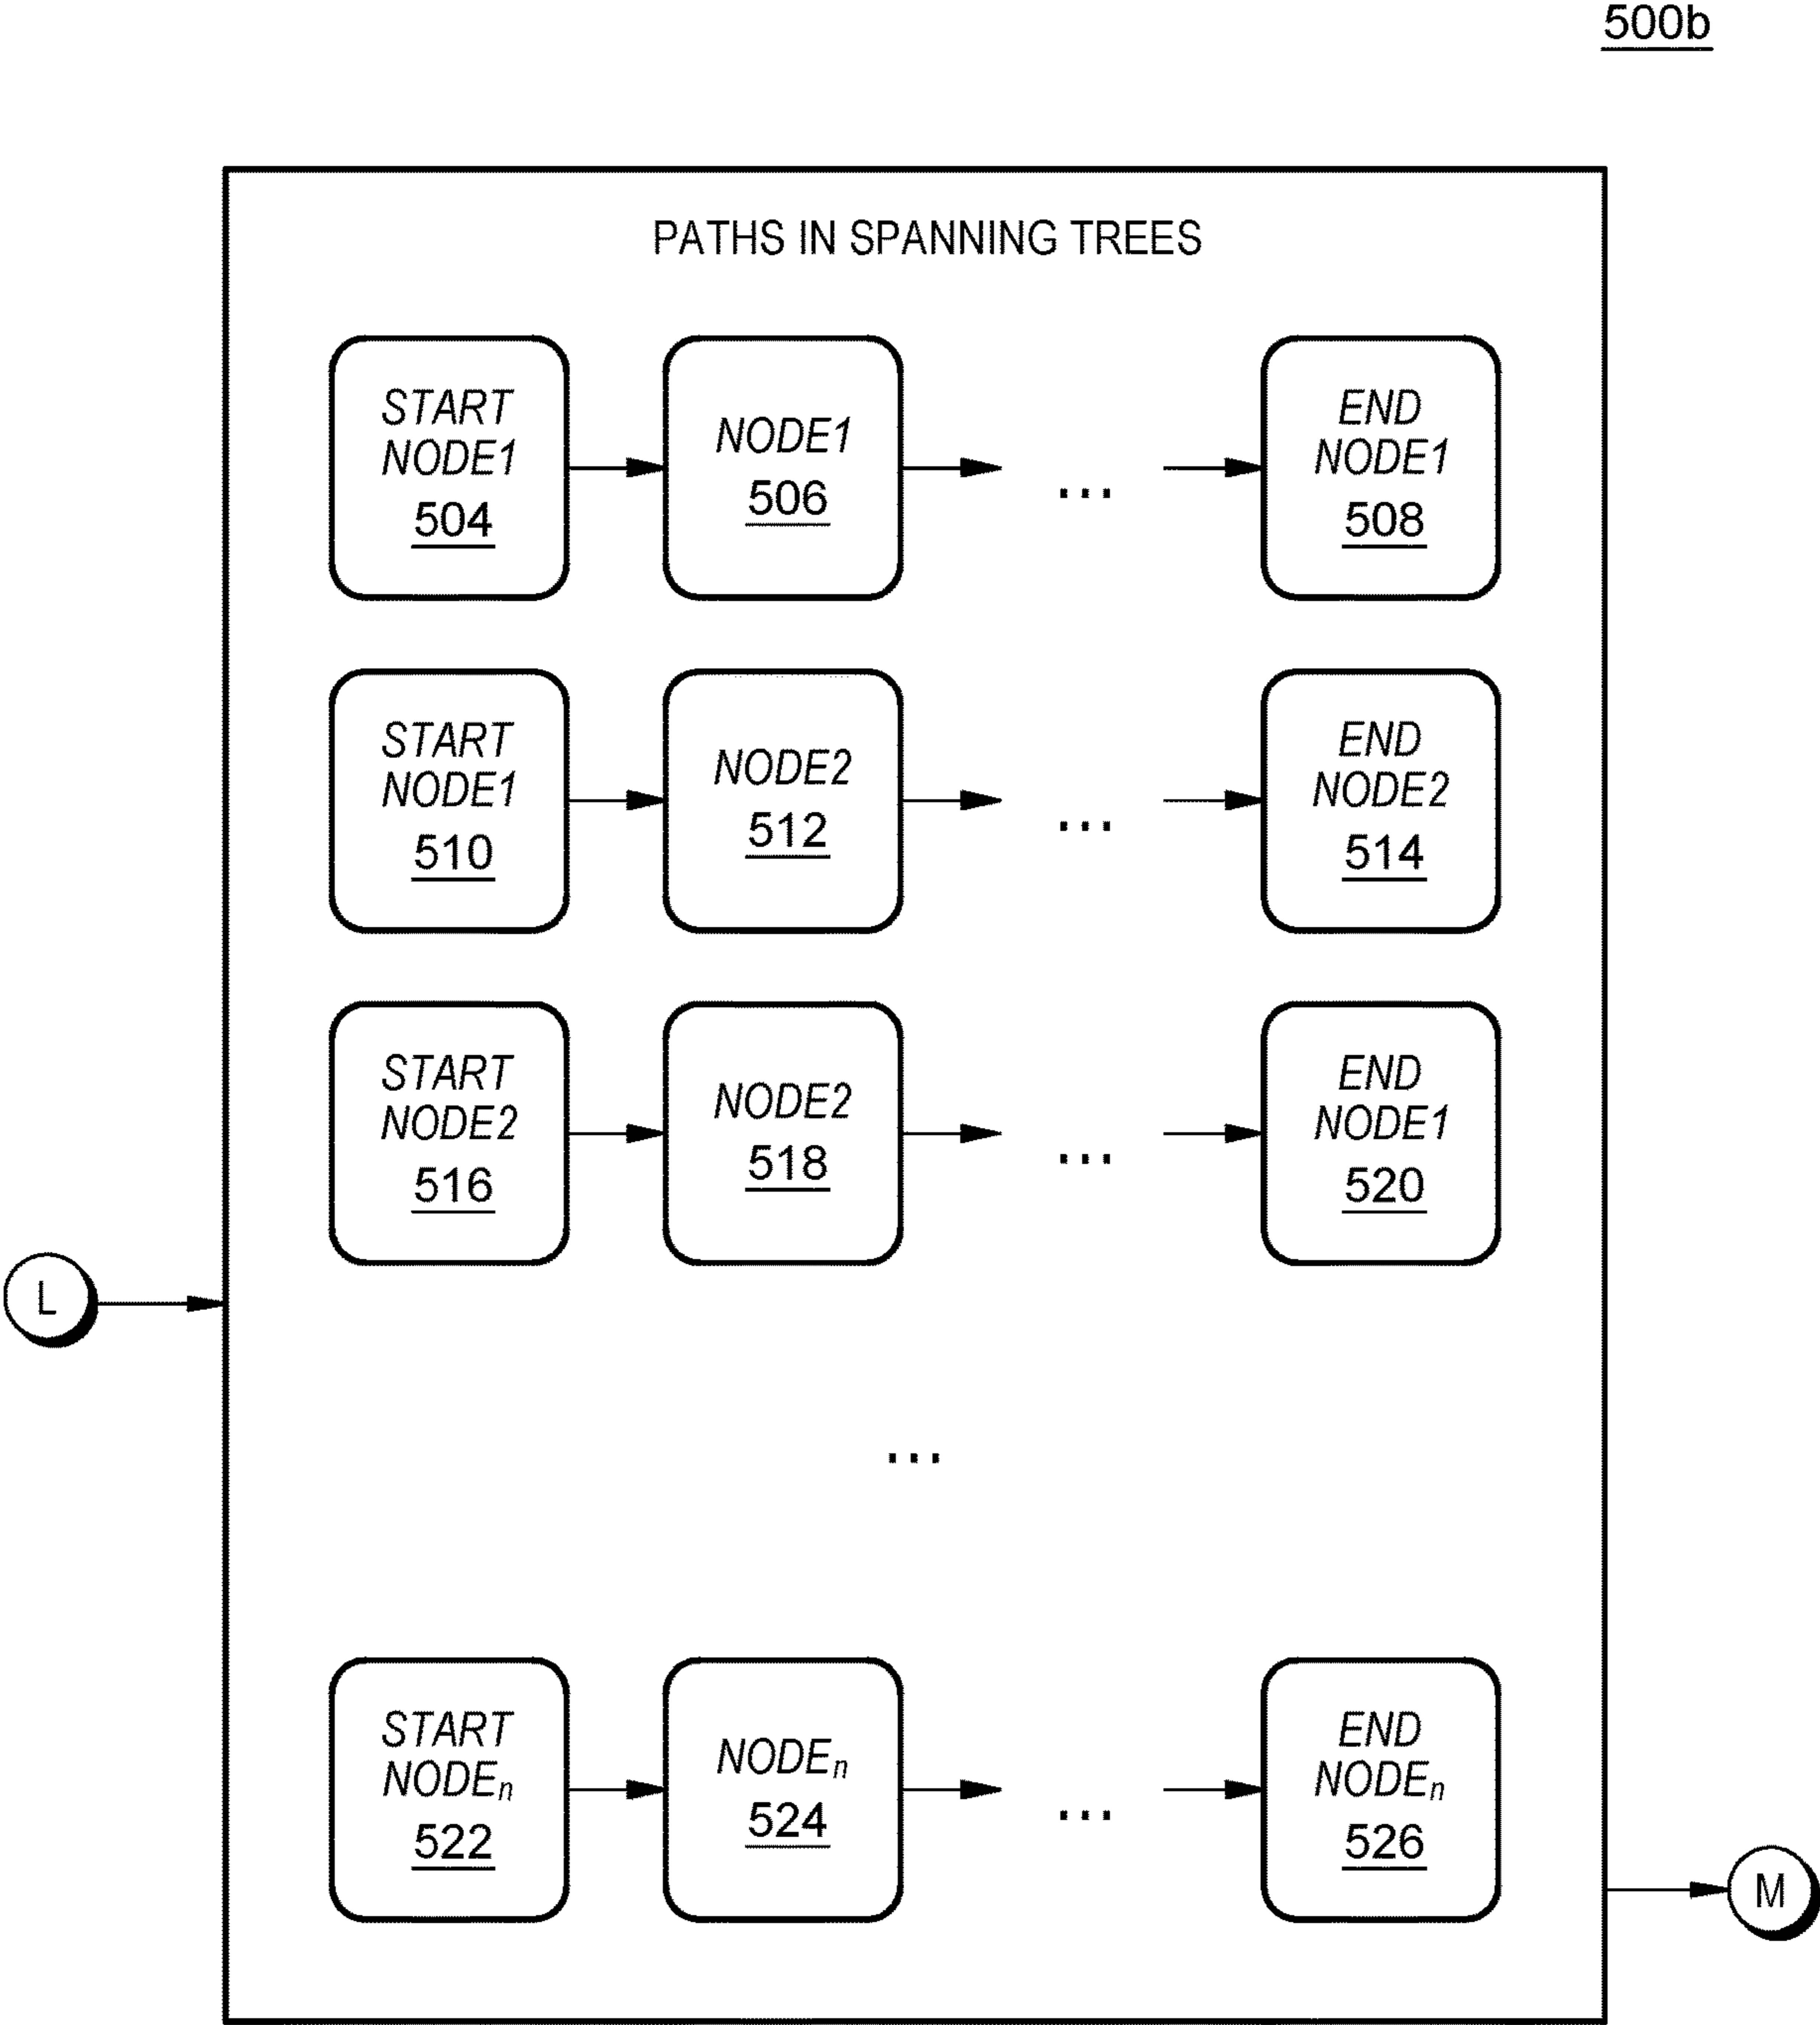 500b
PATHS IN SPANNING TREES
START
NODE1
504
NODE1
506
...
END
NODE1
508
START
NODE1
510
NODE2
512
...
END
NODE2
514
START
NODE2
516
NODE2
518
...
END
NODE1
520
L
...
START
NODEn
522
NODEn
524
...
END
NODEn
526
M